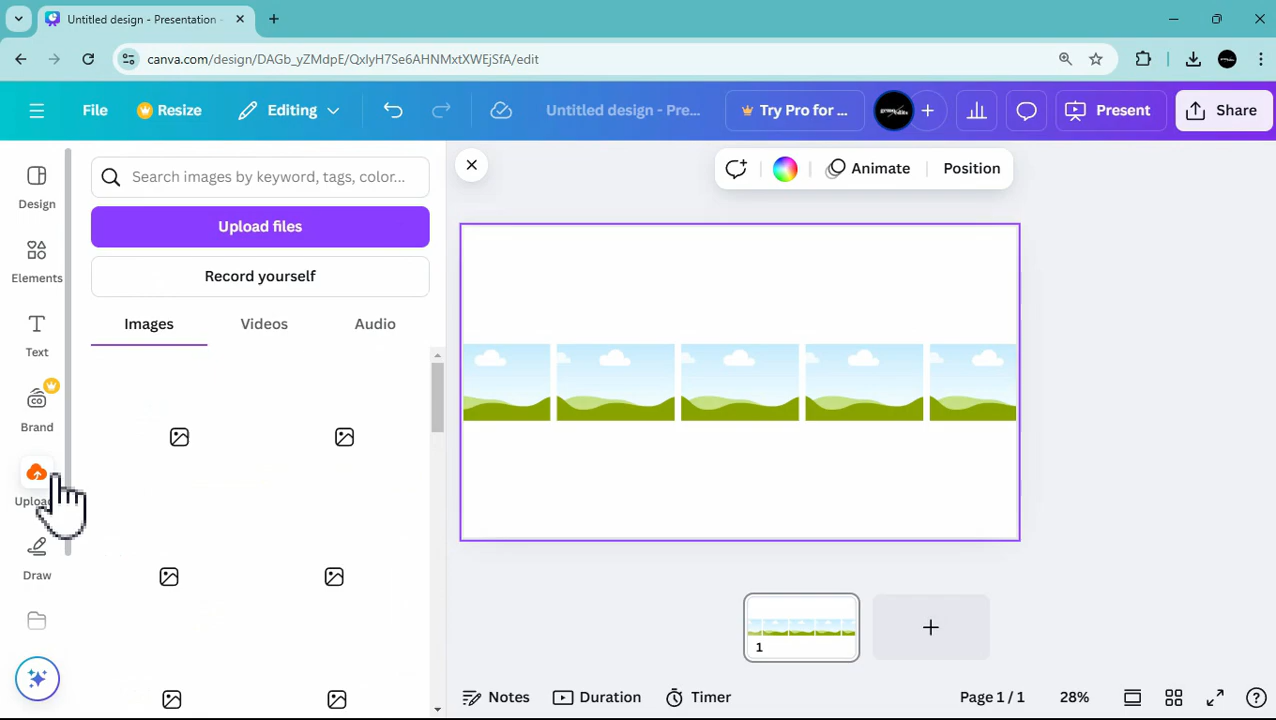 Untitled design - Presentation -
canva.com/design/DAGb_yZMdpE/QxIyH7Se6AHNMxtXWEjSfA/edit
File
Resize
Editing
Untitled design - Pre...
Try Pro for ...
Present
Share
Design
Elements
Text
Brand
Draw
Search images by keyword, tags, color...
Upload files
Record yourself
Images
Videos
Audio
Animate
Position
1
Notes
Duration
Timer
Page 1 / 1
28%